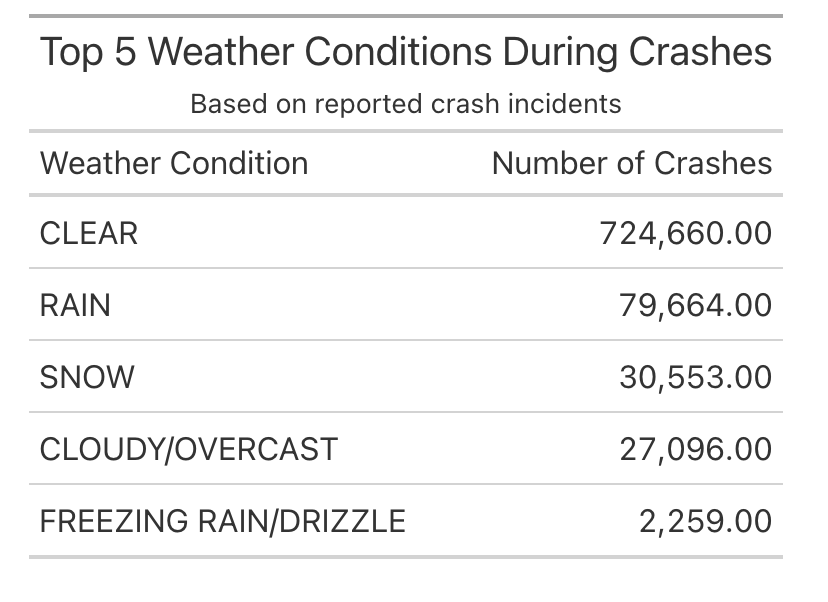 Top 5 Weather Conditions During Crashes
Based on reported crash incidents
Weather Condition Number of Crashes
CLEAR 724,660.00
RAIN 79,664.00
SNOW 30,553.00
CLOUDY/OVERCAST 27,096.00
FREEZING RAIN/DRIZZLE 2,259.00